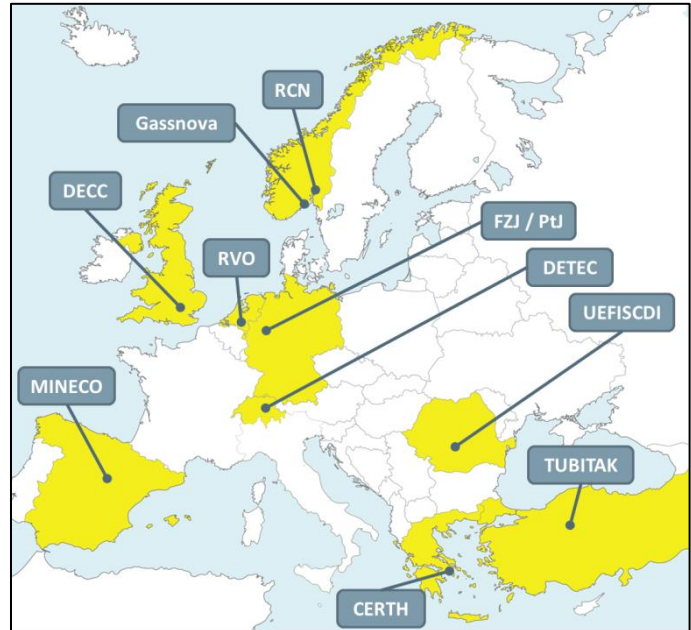 RCN
Gassnova
DECC
FZJ / PtJ
RVO
DETEC
UEFISCDI
MINECO
TUBITAK
CERTH